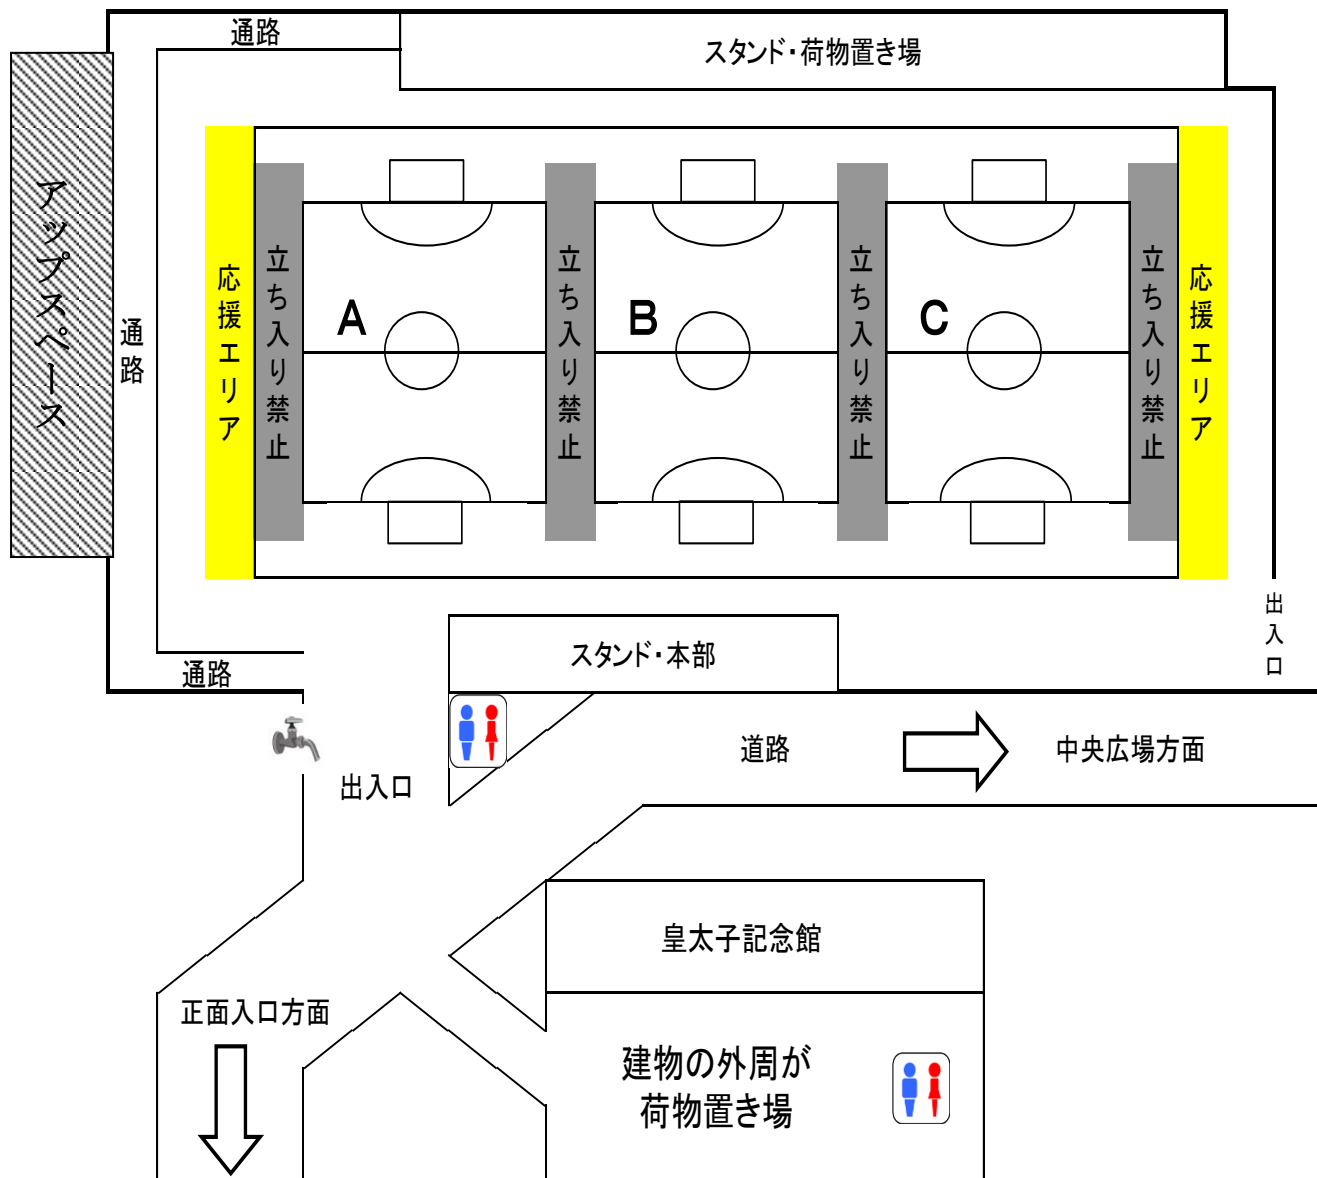 通路
スタンド・荷物置き場
アップスペース
通路
応援エリア
立ち入り禁止
A
立ち入り禁止
B
立ち入り禁止
C
立ち入り禁止
応援エリア
出入口
スタンド・本部
通路
道路
中央広場方面
出入口
皇太子記念館
正面入口方面
建物の外周が
荷物置き場